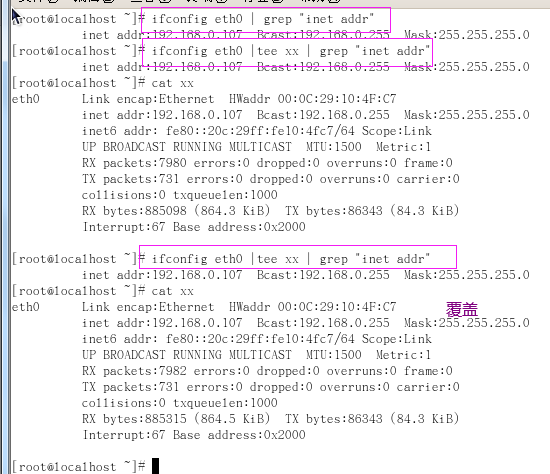 [root@localhost ~]# ifconfig eth0 | grep "inet addr"
inet addr:192.168.0.107  Bcast:192.168.0.255  Mask:255.255.255.0
[root@localhost ~]# ifconfig eth0 |tee xx | grep "inet addr"
inet addr:192.168.0.107  Bcast:192.168.0.255  Mask:255.255.255.0
[root@localhost ~]# cat xx
eth0      Link encap:Ethernet  HWaddr 00:0C:29:10:4F:C7
inet addr:192.168.0.107  Bcast:192.168.0.255  Mask:255.255.255.0
inet6 addr: fe80::20c:29ff:fe10:4fc7/64 Scope:Link
UP BROADCAST RUNNING MULTICAST  MTU:1500  Metric:1
RX packets:7980 errors:0 dropped:0 overruns:0 frame:0
TX packets:731 errors:0 dropped:0 overruns:0 carrier:0
collisions:0 txqueuelen:1000
RX bytes:885098 (864.3 KiB)  TX bytes:86343 (84.3 KiB)
Interrupt:67 Base address:0x2000
[root@localhost ~]# ifconfig eth0 |tee xx | grep "inet addr"
inet addr:192.168.0.107  Bcast:192.168.0.255  Mask:255.255.255.0
[root@localhost ~]# cat xx
eth0      Link encap:Ethernet  HWaddr 00:0C:29:10:4F:C7 覆盖
inet addr:192.168.0.107  Bcast:192.168.0.255  Mask:255.255.255.0
inet6 addr: fe80::20c:29ff:fe10:4fc7/64 Scope:Link
UP BROADCAST RUNNING MULTICAST  MTU:1500  Metric:1
RX packets:7982 errors:0 dropped:0 overruns:0 frame:0
TX packets:731 errors:0 dropped:0 overruns:0 carrier:0
collisions:0 txqueuelen:1000
RX bytes:885315 (864.5 KiB)  TX bytes:86343 (84.3 KiB)
Interrupt:67 Base address:0x2000
[root@localhost ~]#